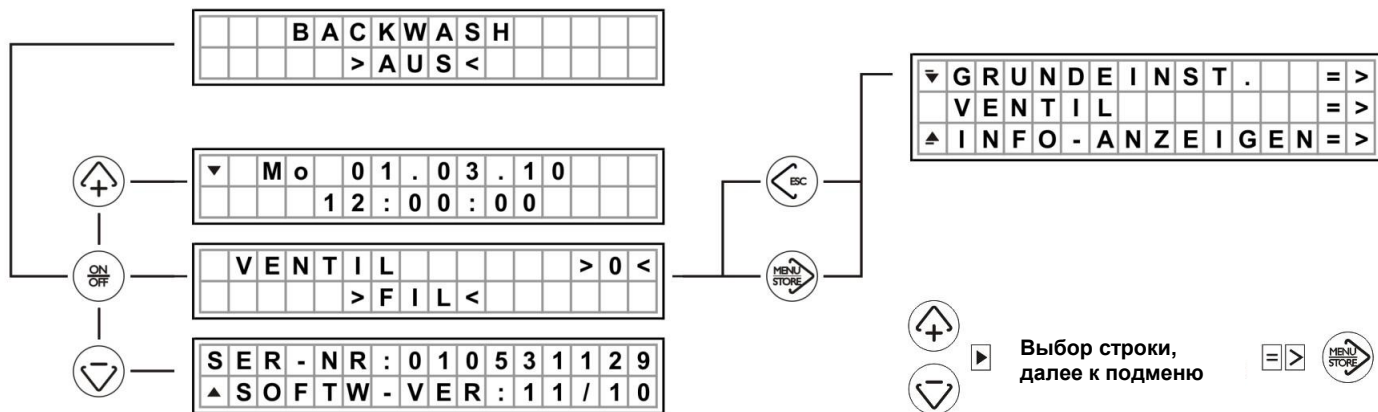 BACKWASH
>AUS<
▼ Mo 01.03.10
12:00:00
VENTIL >0<
>FIL<
SER-NR:010531129
▲SOFTW-VER:11/10
+
ON
OFF
-
ESC
MENU
STORE
▼GRUNDEINST. =>
VENTIL =>
▲INFO-ANZEIGEN=>
+
-
▶
Выбор строки,
далее к подменю
=>
MENU
STORE